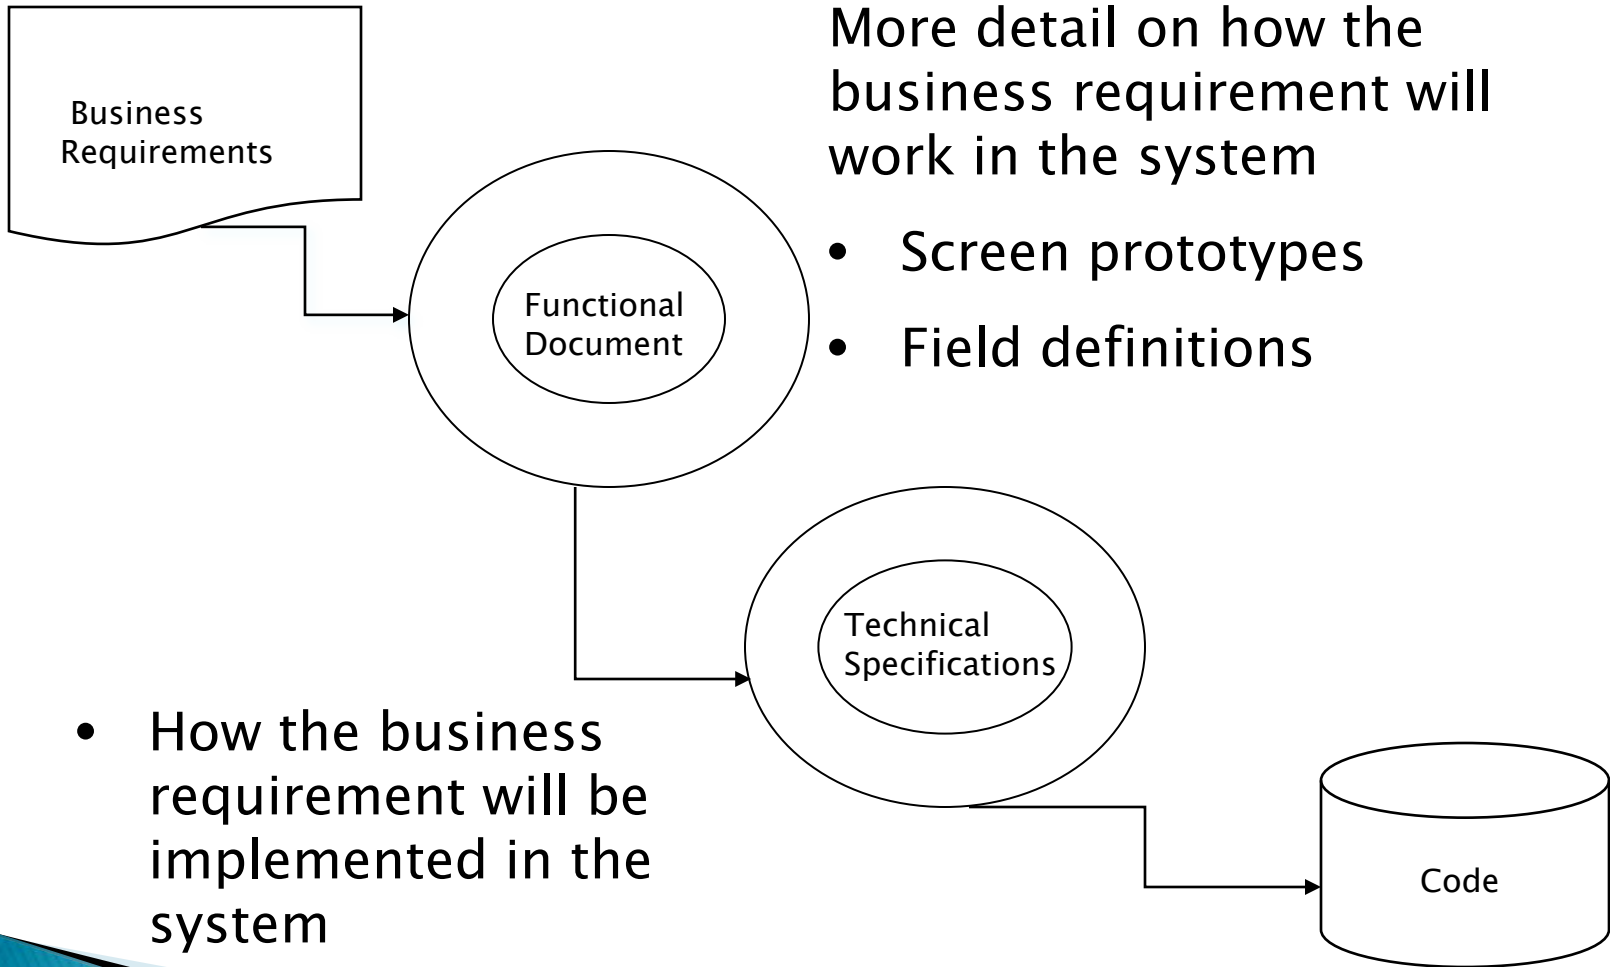 Business
Requirements
More detail on how the
business requirement will
work in the system
• Screen prototypes
• Field definitions
Functional
Document
Technical
Specifications
• How the business
requirement will be
implemented in the
system
Code